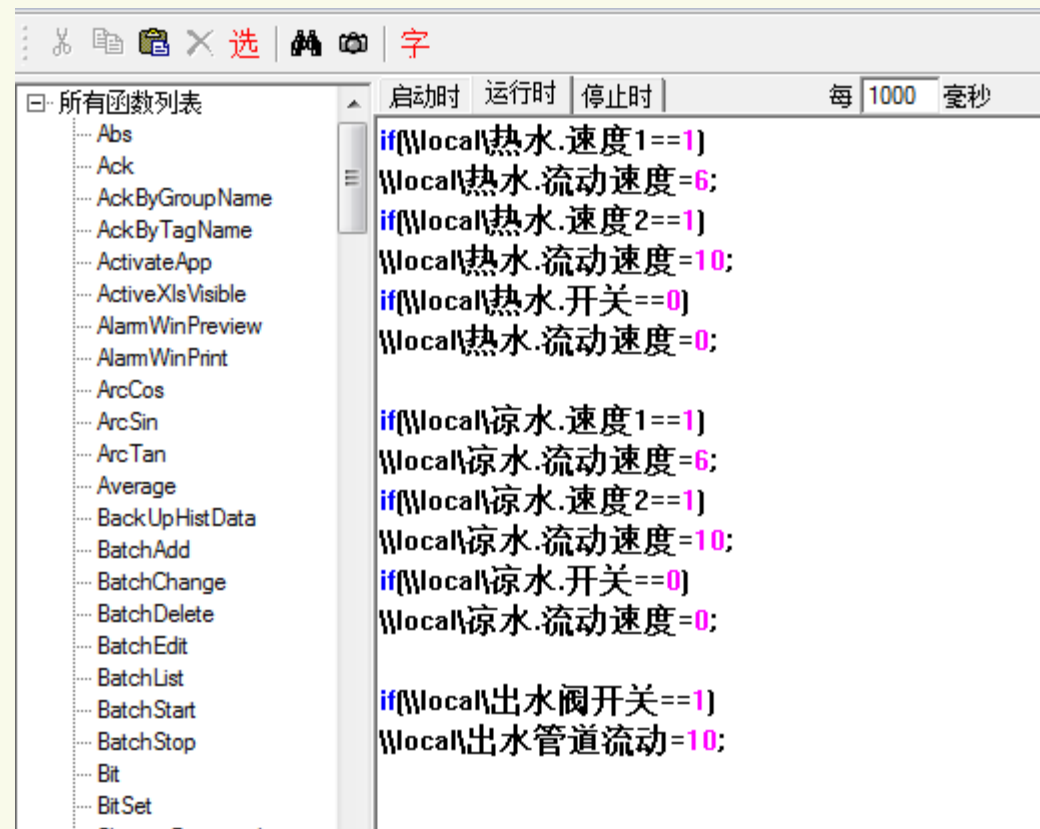 选 字
所有函数列表
Abs
Ack
AckByGroupName
AckByTagName
ActivateApp
ActiveXlsVisible
AlarmWinPreview
AlarmWinPrint
ArcCos
ArcSin
ArcTan
Average
BackUpHistData
BatchAdd
BatchChange
BatchDelete
BatchEdit
BatchList
BatchStart
BatchStop
Bit
BitSet
启动时 运行时 停止时 每 1000 毫秒
if(\\local\热水.速度1==1)
\\local\热水.流动速度=6;
if(\\local\热水.速度2==1)
\\local\热水.流动速度=10;
if(\\local\热水.开关==0)
\\local\热水.流动速度=0;
if(\\local\凉水.速度1==1)
\\local\凉水.流动速度=6;
if(\\local\凉水.速度2==1)
\\local\凉水.流动速度=10;
if(\\local\凉水.开关==0)
\\local\凉水.流动速度=0;
if(\\local\出水阀开关==1)
\\local\出水管道流动=10;